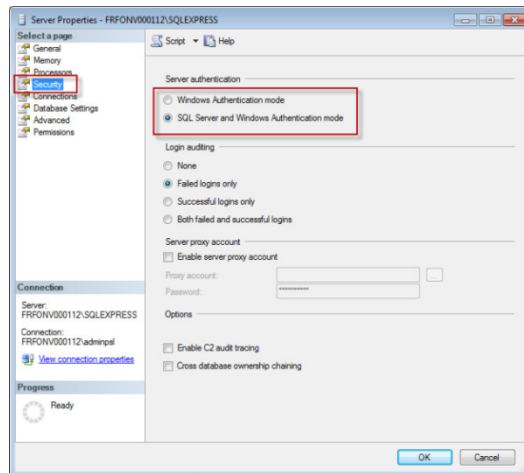 Server Properties - FRFONV000112\SQLEXPRESS
Select a page
General
Memory
Processors
Security
Connections
Database Settings
Advanced
Permissions
Script
Help
Server authentication
Windows Authentication mode
SQL Server and Windows Authentication mode
Login auditing
None
Failed logins only
Successful logins only
Both failed and successful logins
Server proxy account
Enable server proxy account
Proxy account:
...
Password:
***********
Options
Enable C2 audit tracing
Cross database ownership chaining
Connection
Server:
FRFONV000112\SQLEXPRESS
Connection:
FRFONV000112\adminpsl
View connection properties
Progress
Ready
OK
Cancel